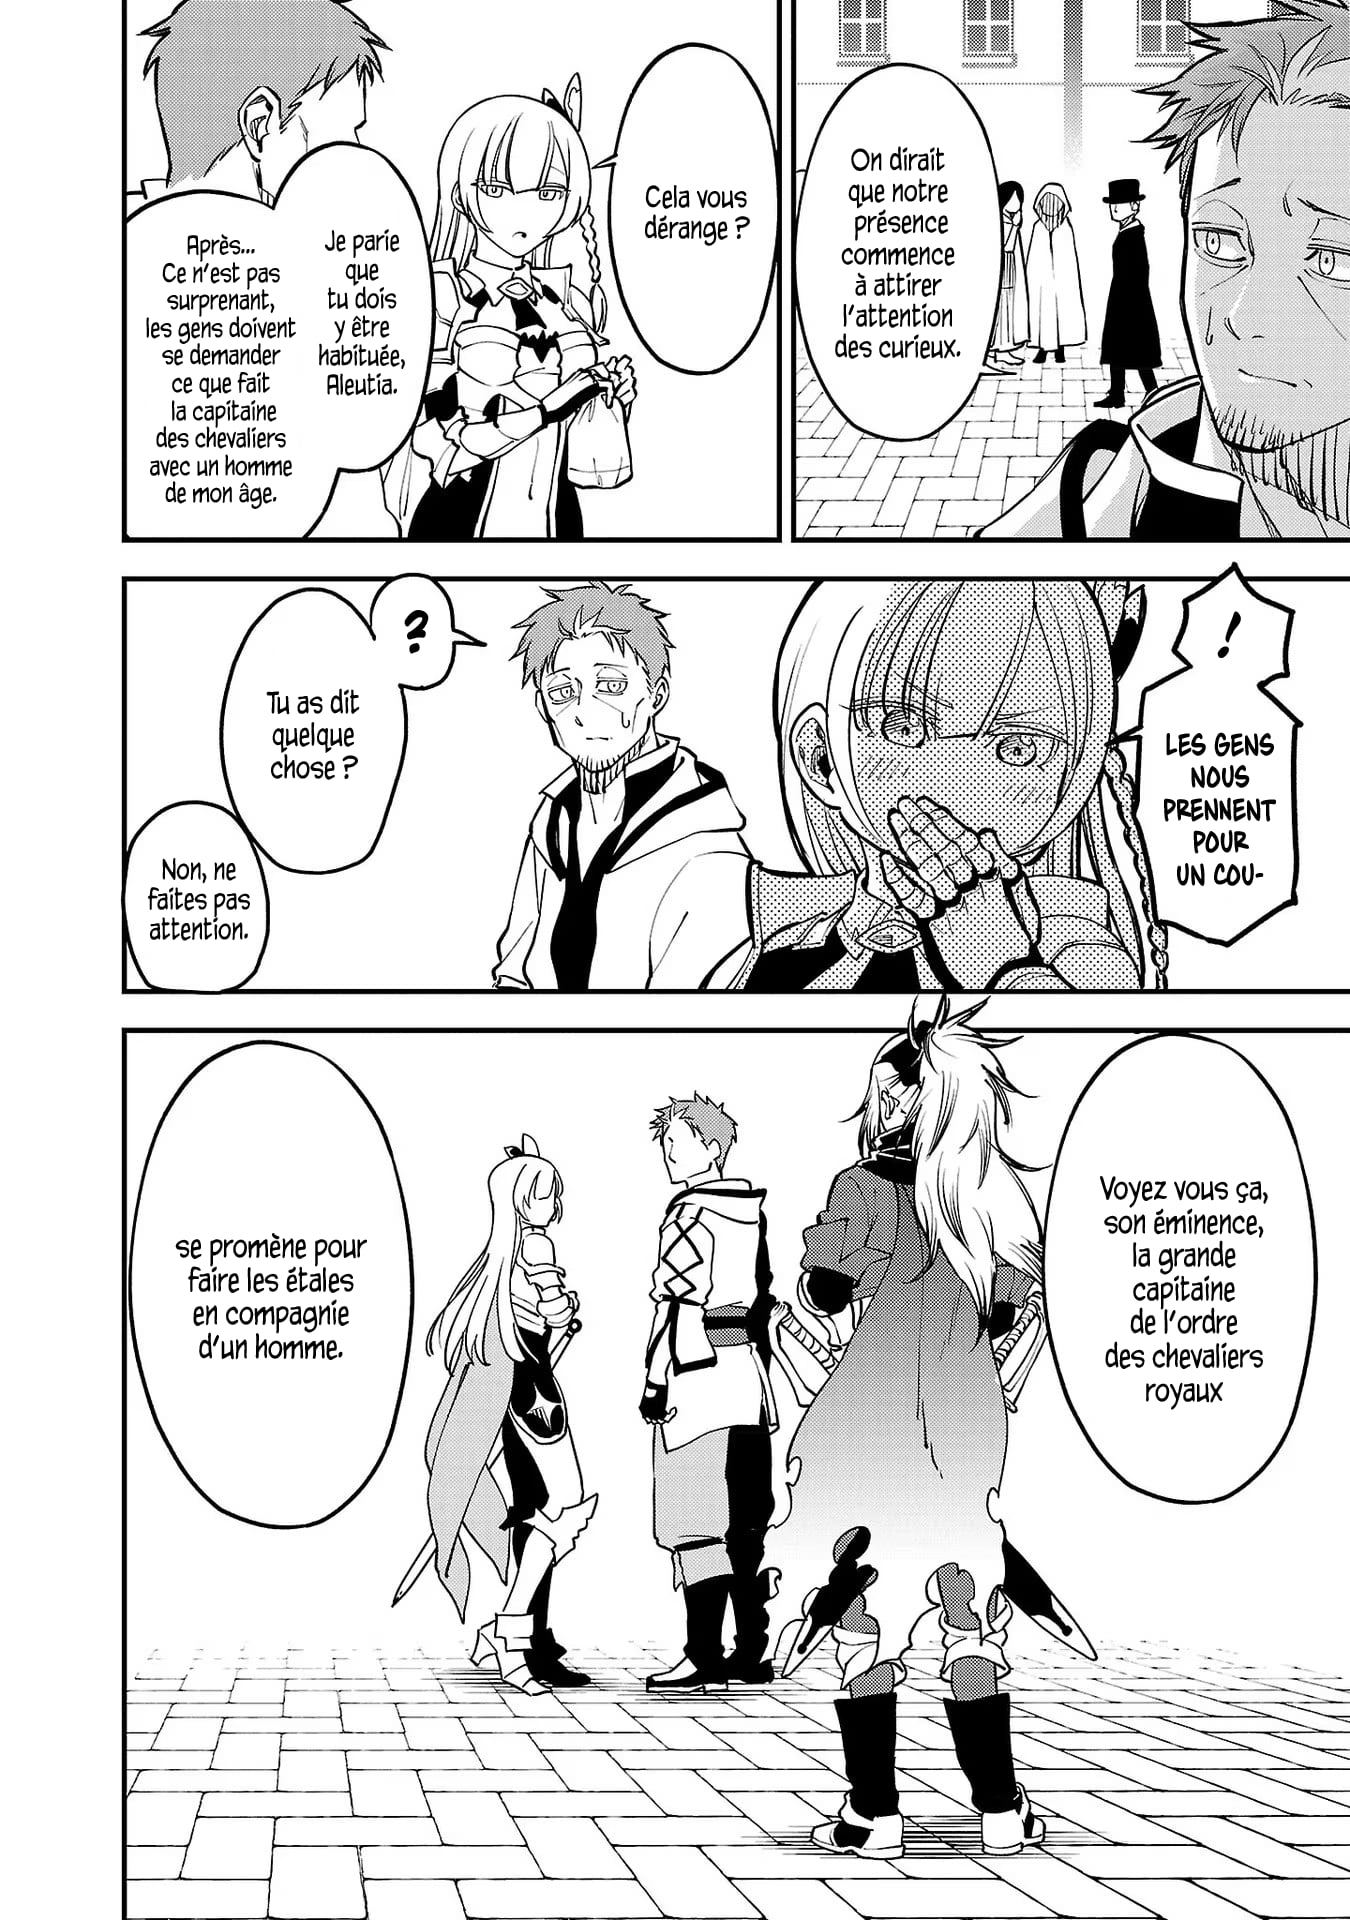 On dirait
que notre
présence
commence
à attirer
l'attention
des curieux.
Cela vous
dérange ?
Je parie
que
tu dois
y être
habituée,
Aleutia.
Après...
Ce n'est pas
surprenant,
les gens doivent
se demander
ce que fait
la capitaine
des chevaliers
avec un homme
de mon âge.
!
LES GENS
NOUS
PRENNENT
POUR
UN COU-
?
Tu as dit
quelque
chose ?
Non, ne
faites pas
attention.
Voyez vous ça,
son éminence,
la grande
capitaine
de l'ordre
des chevaliers
royaux
se promène pour
faire les étales
en compagnie
d'un homme.